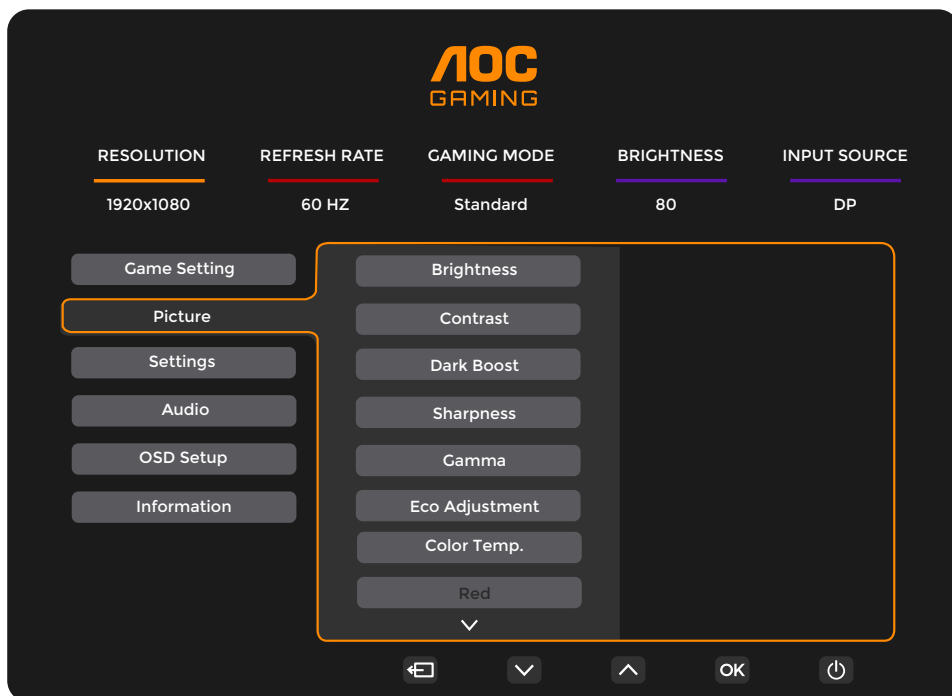 AOC
GAMING
RESOLUTION REFRESH RATE GAMING MODE BRIGHTNESS INPUT SOURCE
1920x1080 60 HZ Standard 80 DP
Game Setting
Picture
Settings
Audio
OSD Setup
Information
Brightness
Contrast
Dark Boost
Sharpness
Gamma
Eco Adjustment
Color Temp.
Red
OK